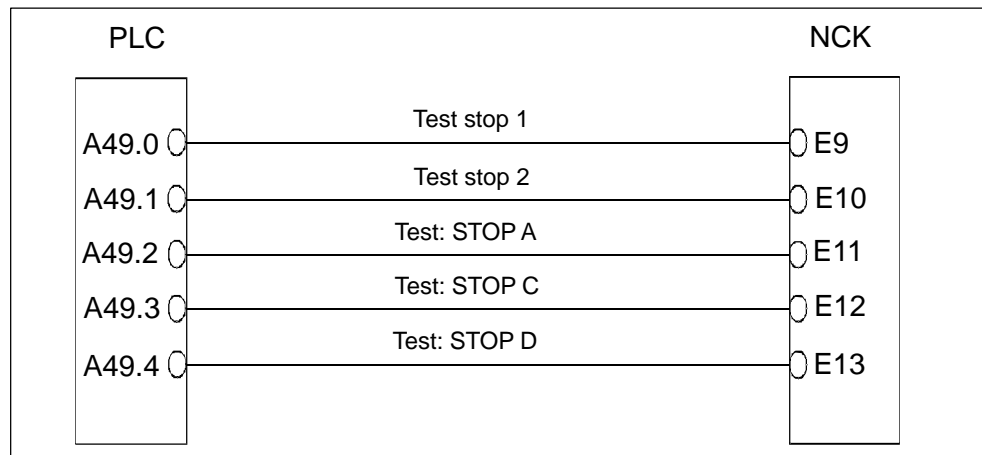 PLC NCK
A49.0 Test stop 1 E9
A49.1 Test stop 2 E10
A49.2 Test: STOP A E11
A49.3 Test: STOP C E12
A49.4 Test: STOP D E13